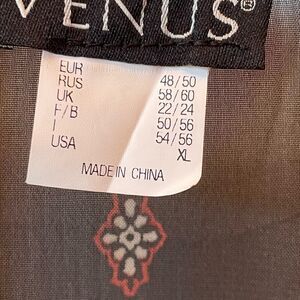 VENUS®
EUR 48/50
RUS 58/60
UK 22/24
F/B 50/56
I 54/56
USA XL
MADE IN CHINA